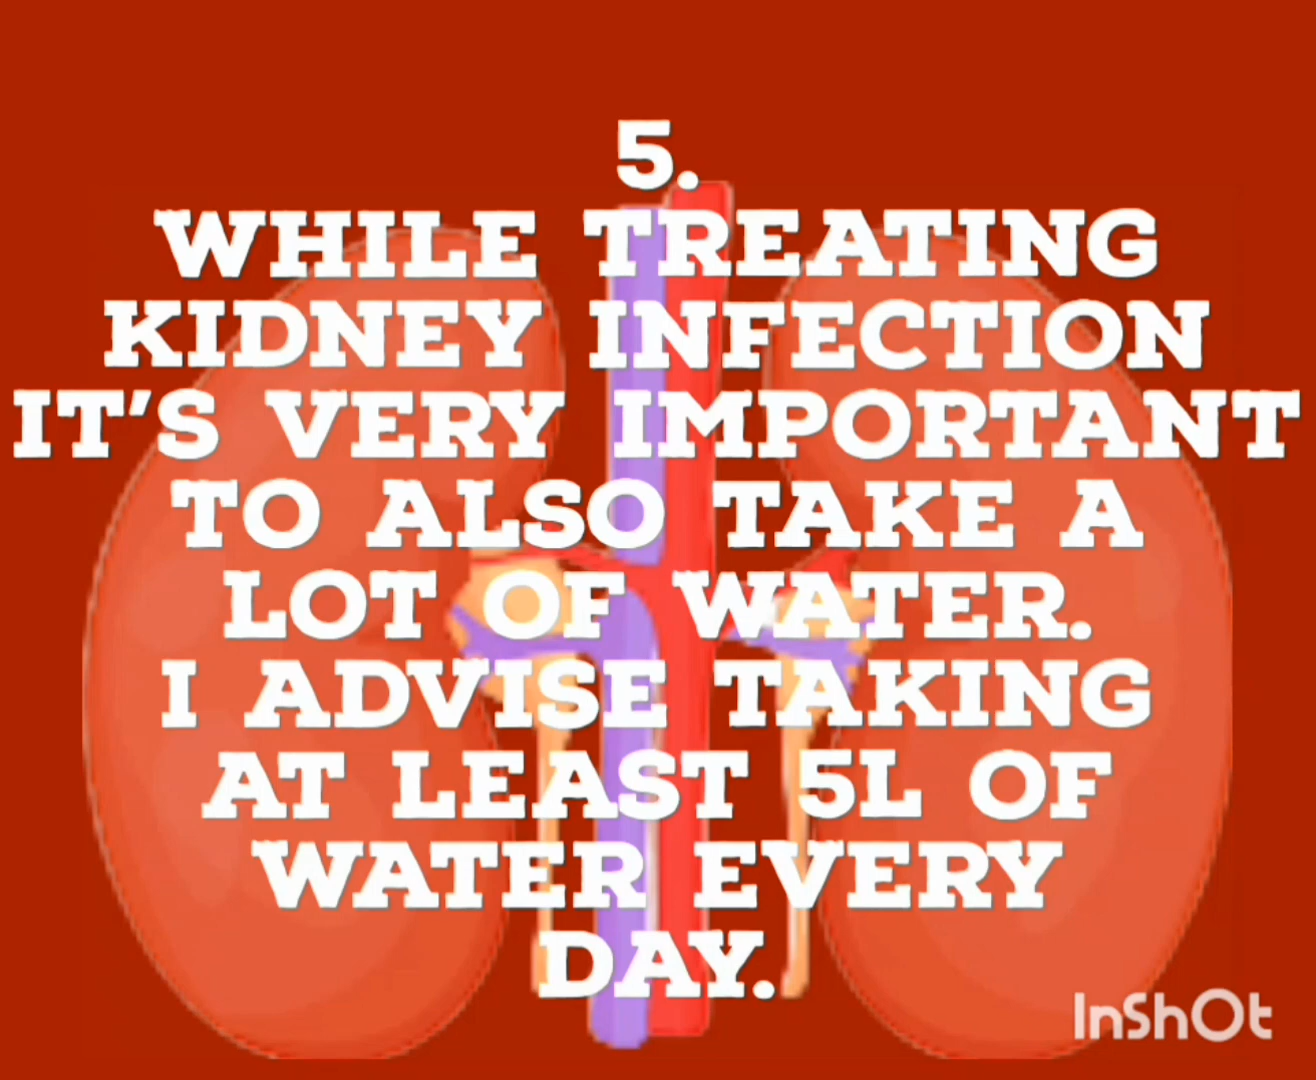 5.
WHILE TREATING
KIDNEY INFECTION
IT'S VERY IMPORTANT
TO ALSO TAKE A
LOT OF WATER.
I ADVISE TAKING
AT LEAST 5L OF
WATER EVERY
DAY.
InShOt